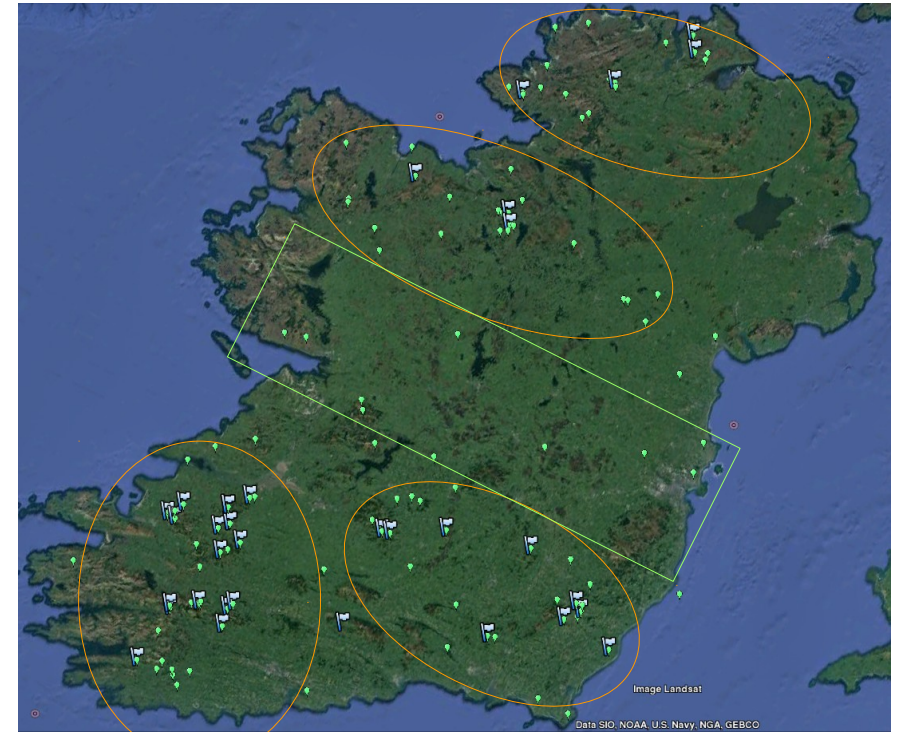 Image Landsat
Data SIO, NOAA, U.S. Navy, NGA, GEBCO